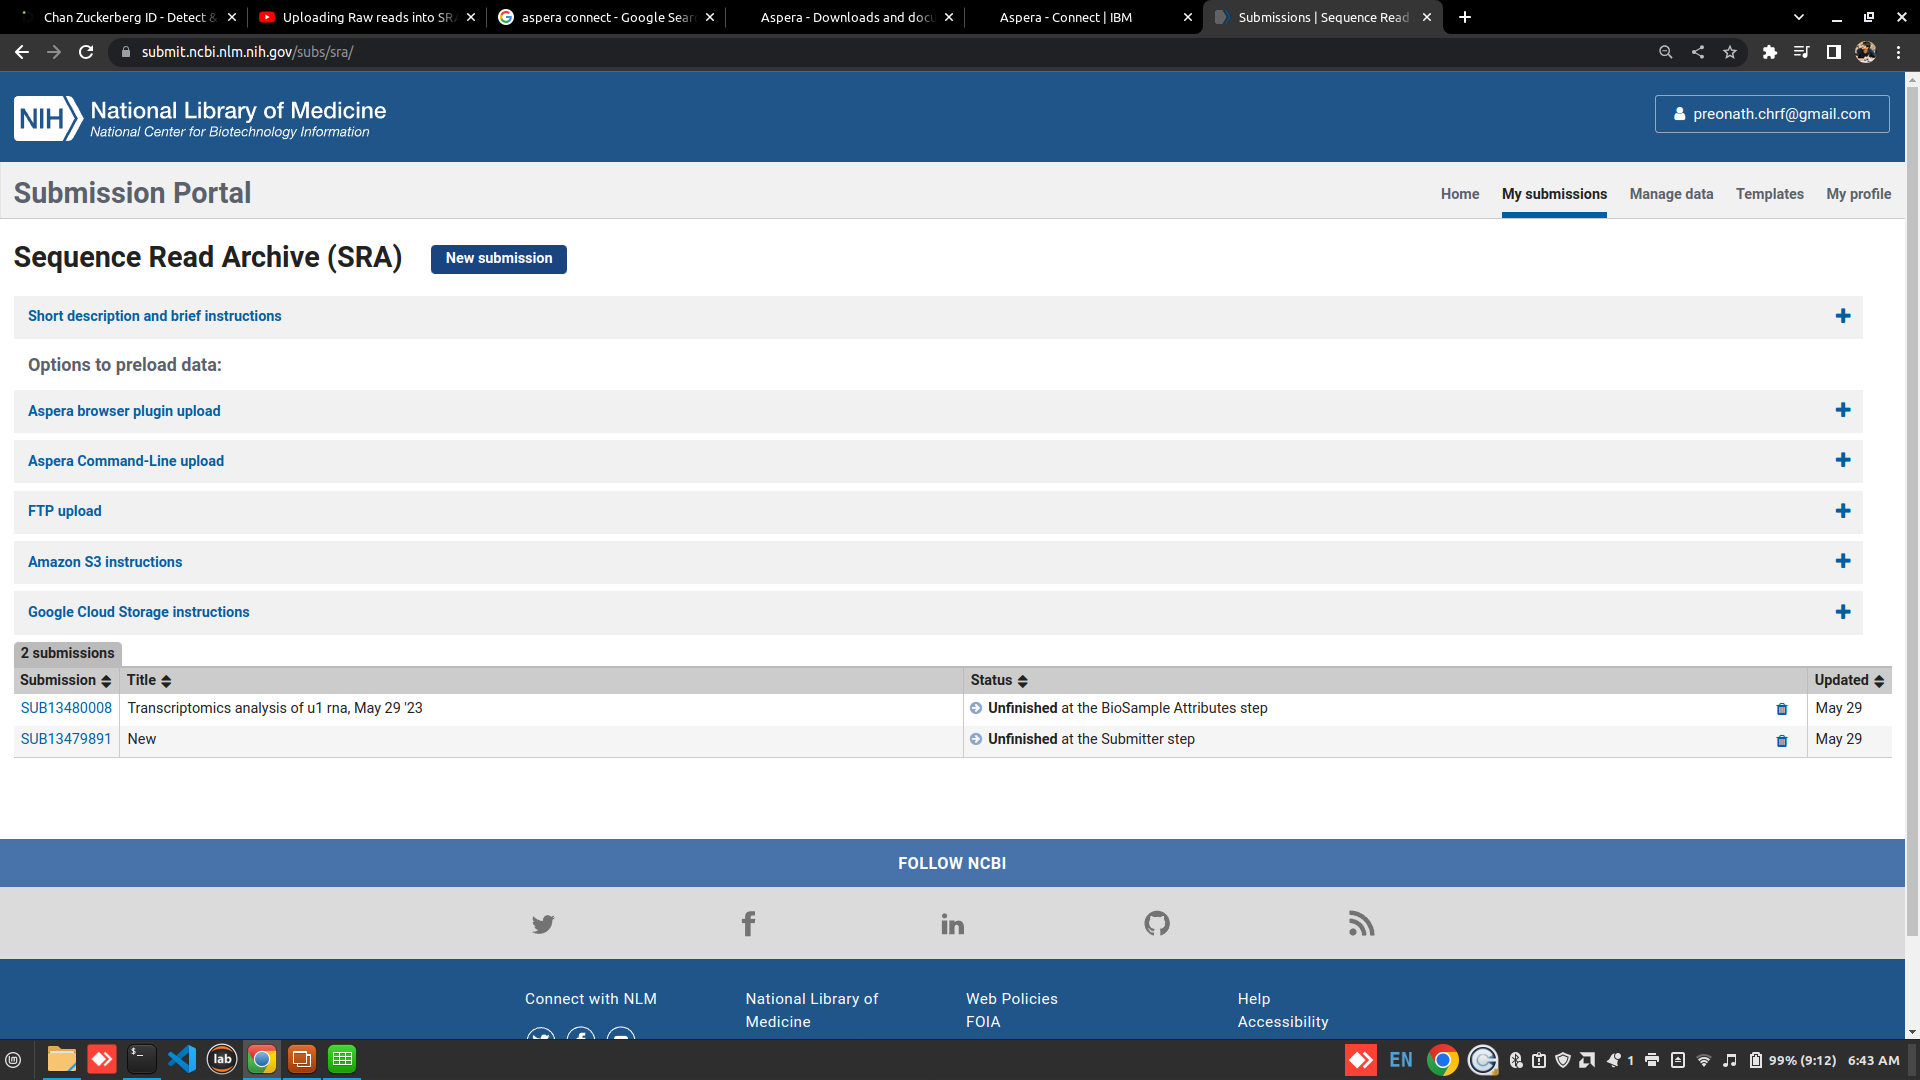 Chan Zuckerberg ID - Detect &
Uploading Raw reads into SRA
aspera connect - Google Sear
Aspera - Downloads and docu
Aspera - Connect | IBM
Submissions | Sequence Read
submit.ncbi.nlm.nih.gov/subs/sra/
NIH
National Library of Medicine
National Center for Biotechnology Information
preonath.chrf@gmail.com
Submission Portal
Home
My submissions
Manage data
Templates
My profile
Sequence Read Archive (SRA)
New submission
Short description and brief instructions
Options to preload data:
Aspera browser plugin upload
Aspera Command-Line upload
FTP upload
Amazon S3 instructions
Google Cloud Storage instructions
2 submissions
Submission Title Status Updated
SUB13480008 Transcriptomics analysis of u1 rna, May 29 '23 Unfinished at the BioSample Attributes step May 29
SUB13479891 New Unfinished at the Submitter step May 29
FOLLOW NCBI
Connect with NLM
National Library of
Medicine
Web Policies
FOIA
Help
Accessibility
lab
EN
1
99% (9:12)
6:43 AM